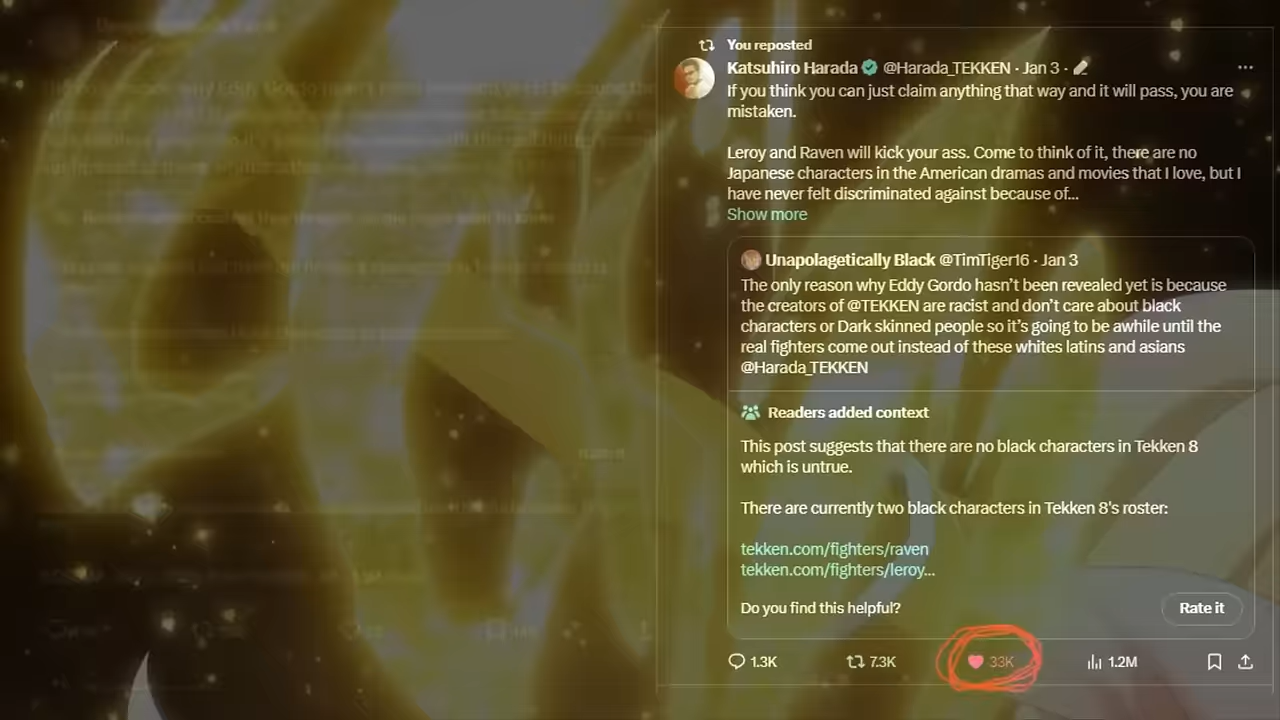 You reposted
Katsuhiro Harada @Harada_TEKKEN · Jan 3 ·
If you think you can just claim anything that way and it will pass, you are
mistaken.
Leroy and Raven will kick your ass. Come to think of it, there are no
Japanese characters in the American dramas and movies that I love, but I
have never felt discriminated against because of...
Show more
Unapolagetically Black @TimTiger16 · Jan 3
The only reason why Eddy Gordo hasn't been revealed yet is because
the creators of @TEKKEN are racist and don't care about black
characters or Dark skinned people so it's going to be awhile until the
real fighters come out instead of these whites latins and asians
@Harada_TEKKEN
Readers added context
This post suggests that there are no black characters in Tekken 8
which is untrue.
There are currently two black characters in Tekken 8's roster:
tekken.com/fighters/raven
tekken.com/fighters/leroy...
Do you find this helpful?
Rate it
1.3K 7.3K 33K 1.2M